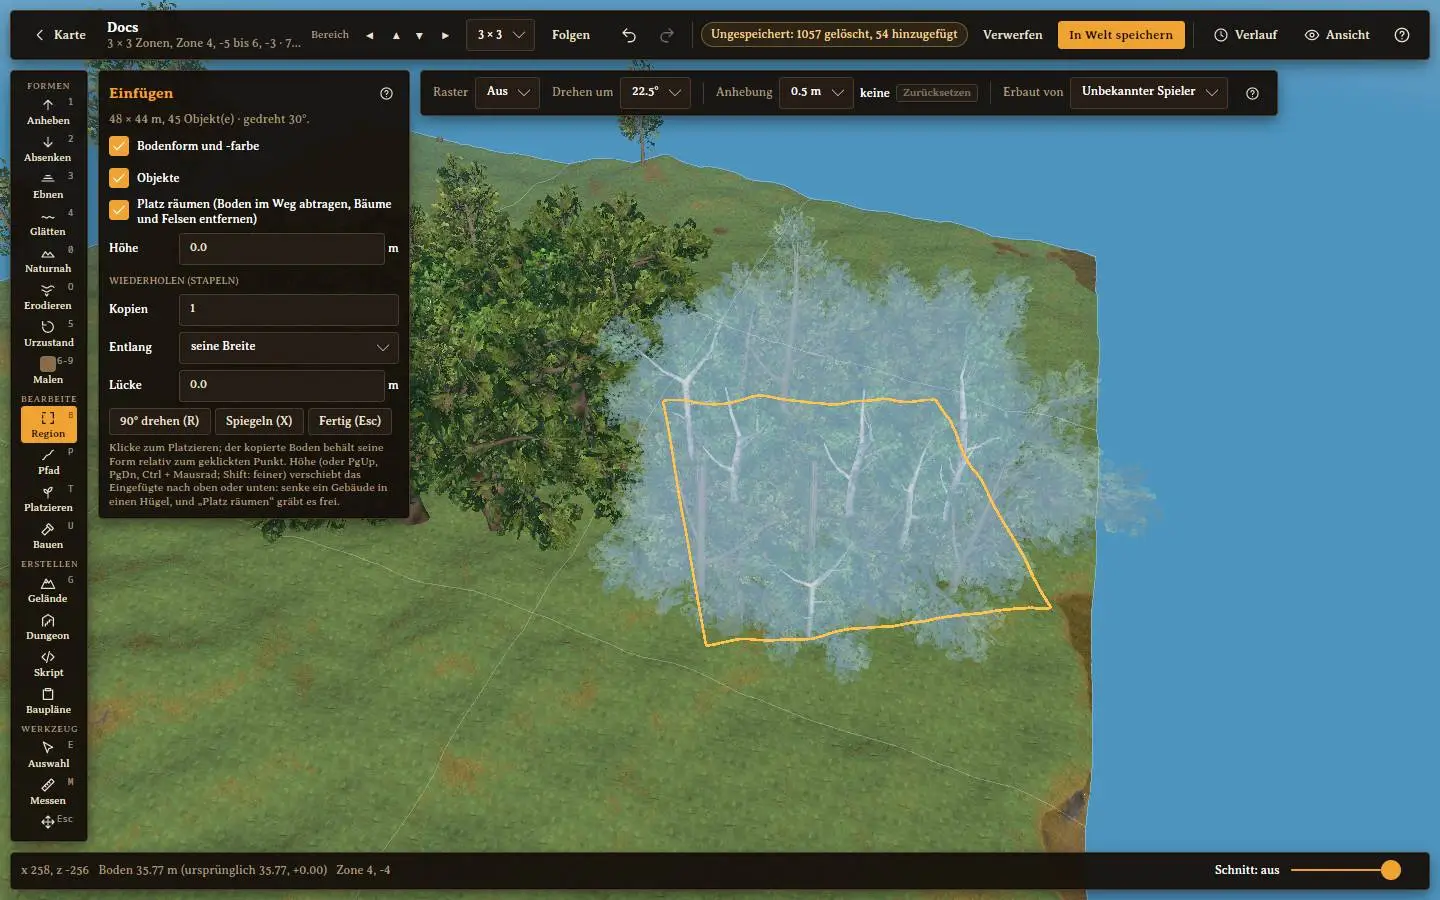 Karte
Docs
3 × 3 Zonen, Zone 4, -5 bis 6, -3 · 7...
Bereich
3 × 3
Folgen
Ungespeichert: 1057 gelöscht, 54 hinzugefügt
Verwerfen
In Welt speichern
Verlauf
Ansicht
FORMEN
1
Anheben
2
Absenken
3
Ebnen
4
Glätten
0
Naturnah
O
Erodieren
5
Urzustand
6-9
Malen
BEARBEITE
B
Region
P
Pfad
T
Platzieren
U
Bauen
ERSTELLEN
G
Gelände
Dungeon
Skript
Baupläne
WERKZEUG
E
Auswahl
M
Messen
Esc
Einfügen
48 × 44 m, 45 Objekt(e) · gedreht 30°.
Bodenform und -farbe
Objekte
Platz räumen (Boden im Weg abtragen, Bäume
und Felsen entfernen)
Höhe 0.0 m
WIEDERHOLEN (STAPELN)
Kopien 1
Entlang seine Breite
Lücke 0.0 m
90° drehen (R) Spiegeln (X) Fertig (Esc)
Klicke zum Platzieren; der kopierte Boden behält seine
Form relativ zum geklickten Punkt. Höhe (oder PgUp,
PgDn, Ctrl + Mausrad; Shift: feiner) verschiebt das
Eingefügte nach oben oder unten: senke ein Gebäude in
einen Hügel, und „Platz räumen“ gräbt es frei.
Raster Aus Drehen um 22.5° Anhebung 0.5 m keine Zurücksetzen Erbaut von Unbekannter Spieler
x 258, z -256 Boden 35.77 m (ursprünglich 35.77, +0.00) Zone 4, -4
Schnitt: aus